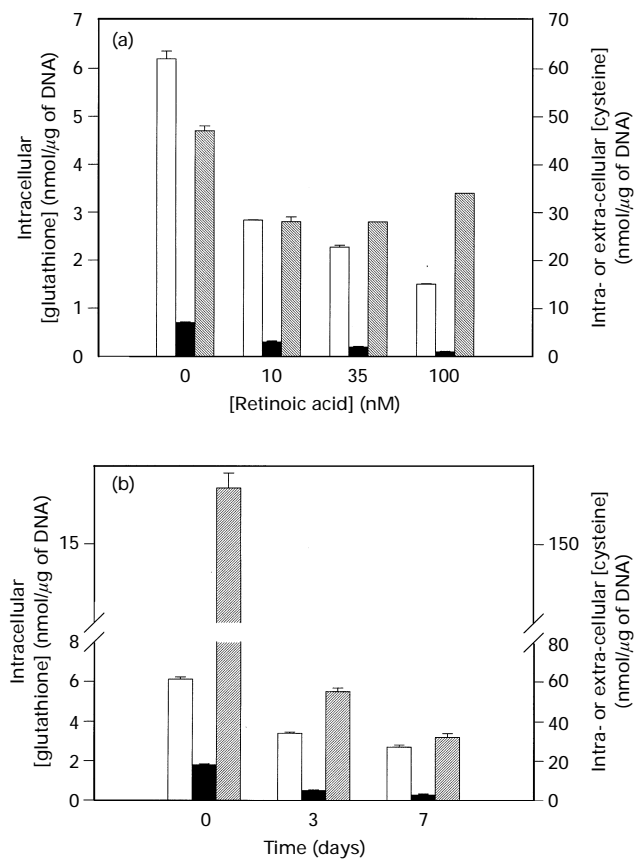 (a)
Intracellular
[glutathione] (nmol/µg of DNA)
7
6
5
4
3
2
1
0
70
60
50
40
30
20
10
0
Intra- or extra-cellular [cysteine]
(nmol/µg of DNA)
0 10 35 100
[Retinoic acid] (nM)
(b)
Intracellular
[glutathione] (nmol/µg of DNA)
15
8
6
4
2
0
150
80
60
40
20
0
Intra- or extra-cellular [cysteine]
(nmol/µg of DNA)
0 3 7
Time (days)